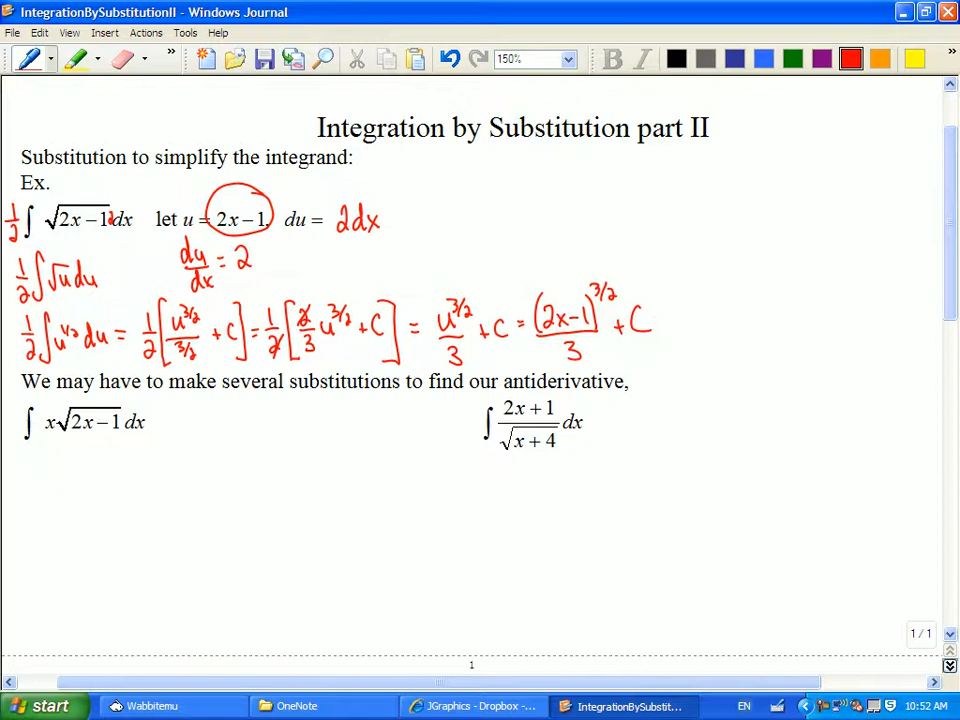 IntegrationBySubstitutionII - Windows Journal
File Edit View Insert Actions Tools Help »
150% B I »
Integration by Substitution part II
Substitution to simplify the integrand:
Ex.
1/2 ∫ √(2x−1) 2dx let u = 2x−1, du = 2dx
du/dx = 2
1/2 ∫ √u du
1/2 ∫ u^(1/2) du = 1/2 [u^(3/2)/(3/2) + C] = 1/2 [2/3 u^(3/2) + C] = u^(3/2)/3 + C = (2x−1)^(3/2)/3 + C
We may have to make several substitutions to find our antiderivative,
∫ x√(2x−1) dx ∫ (2x+1)/√(x+4) dx
1 / 1
1
start Wabbitemu OneNote JGraphics - Dropbox -... IntegrationBySubstit... EN 10:52 AM